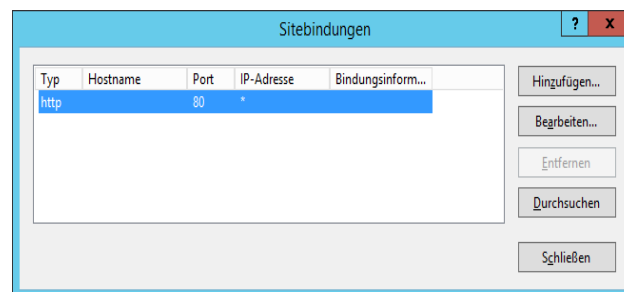 Sitebindungen
? x
Typ Hostname Port IP-Adresse Bindungsinform...
http 80 *
Hinzufügen...
Bearbeiten...
Entfernen
Durchsuchen
Schließen